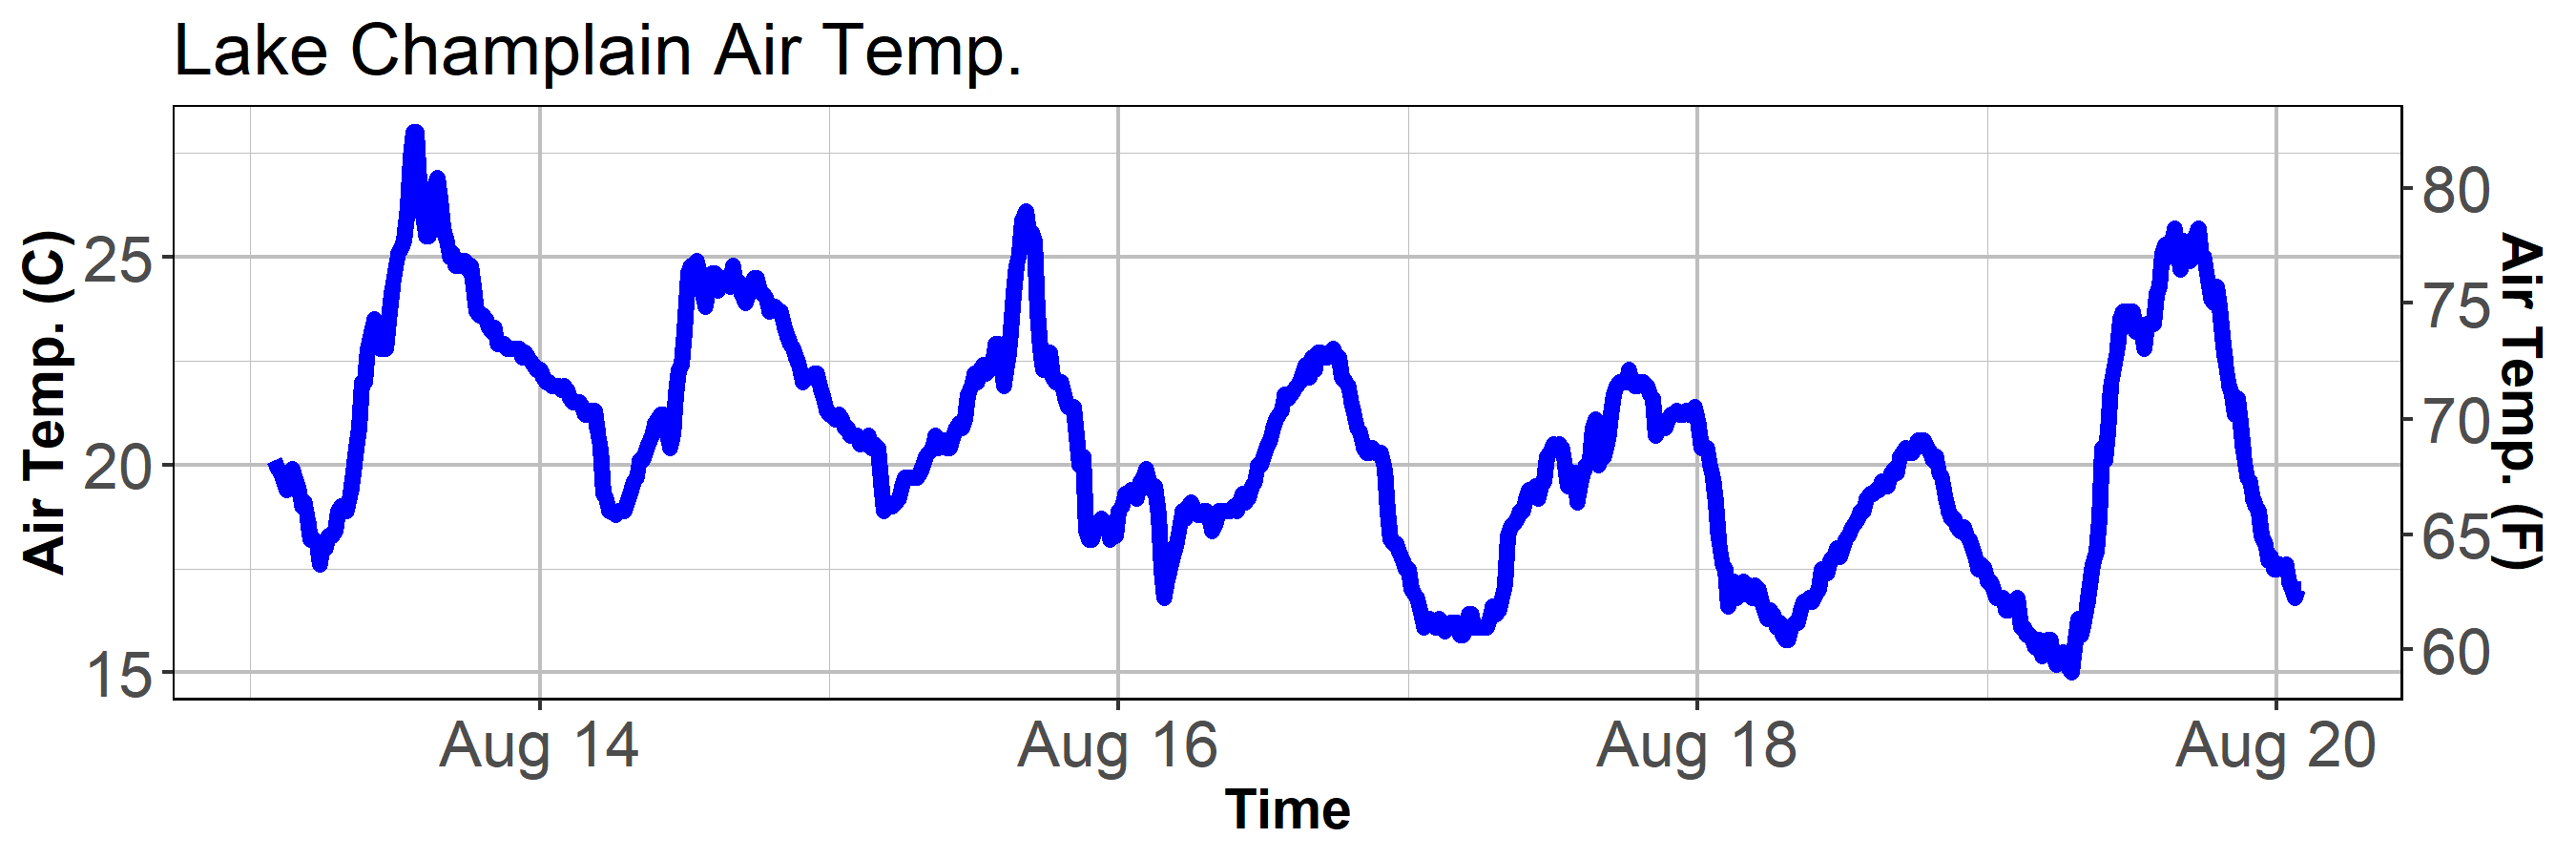 Lake Champlain Air Temp.
Air Temp. (C)
25
20
15
80
75
70
65
60
Air Temp. (F)
Aug 14 Aug 16 Aug 18 Aug 20
Time